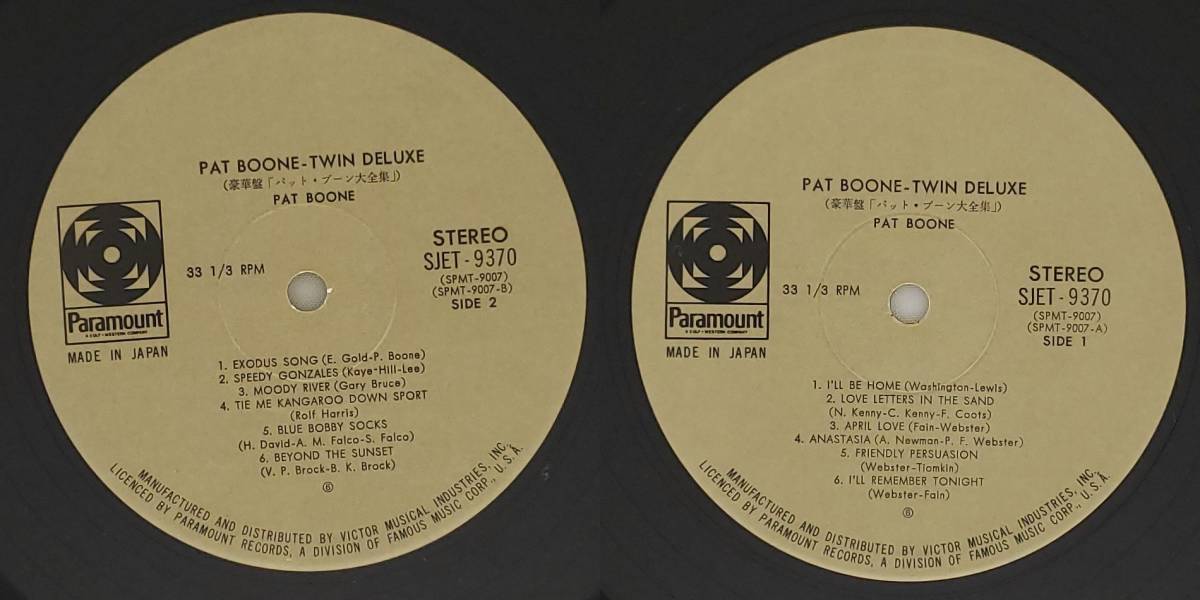 PAT BOONE-TWIN DELUXE
(豪華盤「パット・ブーン大全集」)
PAT BOONE
STEREO
SJET-9370
(SPMT-9007)
(SPMT-9007-B)
SIDE 2
33 1/3 RPM
Paramount
A GULF+WESTERN COMPANY
MADE IN JAPAN
1. EXODUS SONG (E. Gold-P. Boone)
2. SPEEDY GONZALES (Kaye-Hill-Lee)
3. MOODY RIVER (Gary Bruce)
4. TIE ME KANGAROO DOWN SPORT
(Rolf Harris)
5. BLUE BOBBY SOCKS
(H. David-A. M. Falco-S. Falco)
6. BEYOND THE SUNSET
(V. P. Brock-B. K. Brock)
MANUFACTURED AND DISTRIBUTED BY VICTOR MUSICAL INDUSTRIES, INC.,
LICENCED BY PARAMOUNT RECORDS, A DIVISION OF FAMOUS MUSIC CORP., U.S.A.
PAT BOONE-TWIN DELUXE
(豪華盤「パット・ブーン大全集」)
PAT BOONE
STEREO
SJET-9370
(SPMT-9007)
(SPMT-9007-A)
SIDE 1
33 1/3 RPM
Paramount
A GULF+WESTERN COMPANY
MADE IN JAPAN
1. I'LL BE HOME (Washington-Lewis)
2. LOVE LETTERS IN THE SAND
(N. Kenny-C. Kenny-F. Coots)
3. APRIL LOVE (Fain-Webster)
4. ANASTASIA (A. Newman-P. F. Webster)
5. FRIENDLY PERSUASION
(Webster-Tiomkin)
6. I'LL REMEMBER TONIGHT
(Webster-Fain)
MANUFACTURED AND DISTRIBUTED BY VICTOR MUSICAL INDUSTRIES, INC.,
LICENCED BY PARAMOUNT RECORDS, A DIVISION OF FAMOUS MUSIC CORP., U.S.A.